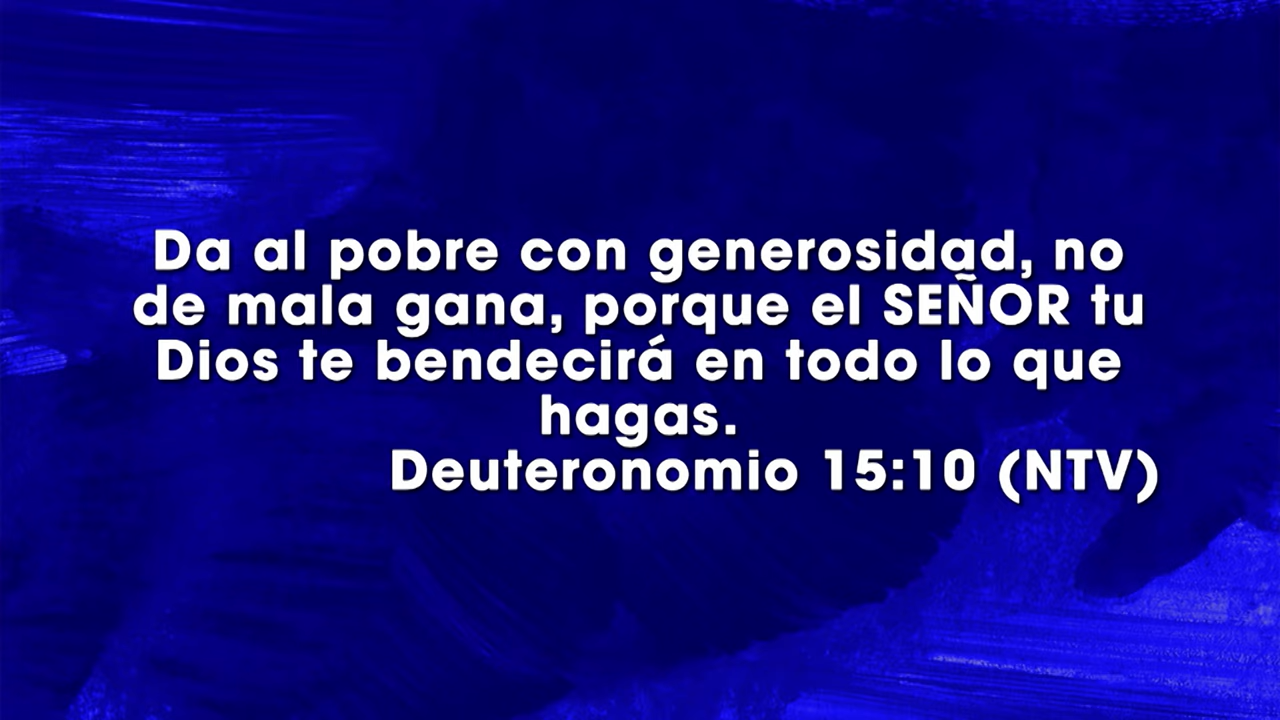 Da al pobre con generosidad, no
de mala gana, porque el SEÑOR tu
Dios te bendecirá en todo lo que
hagas.
Deuteronomio 15:10 (NTV)